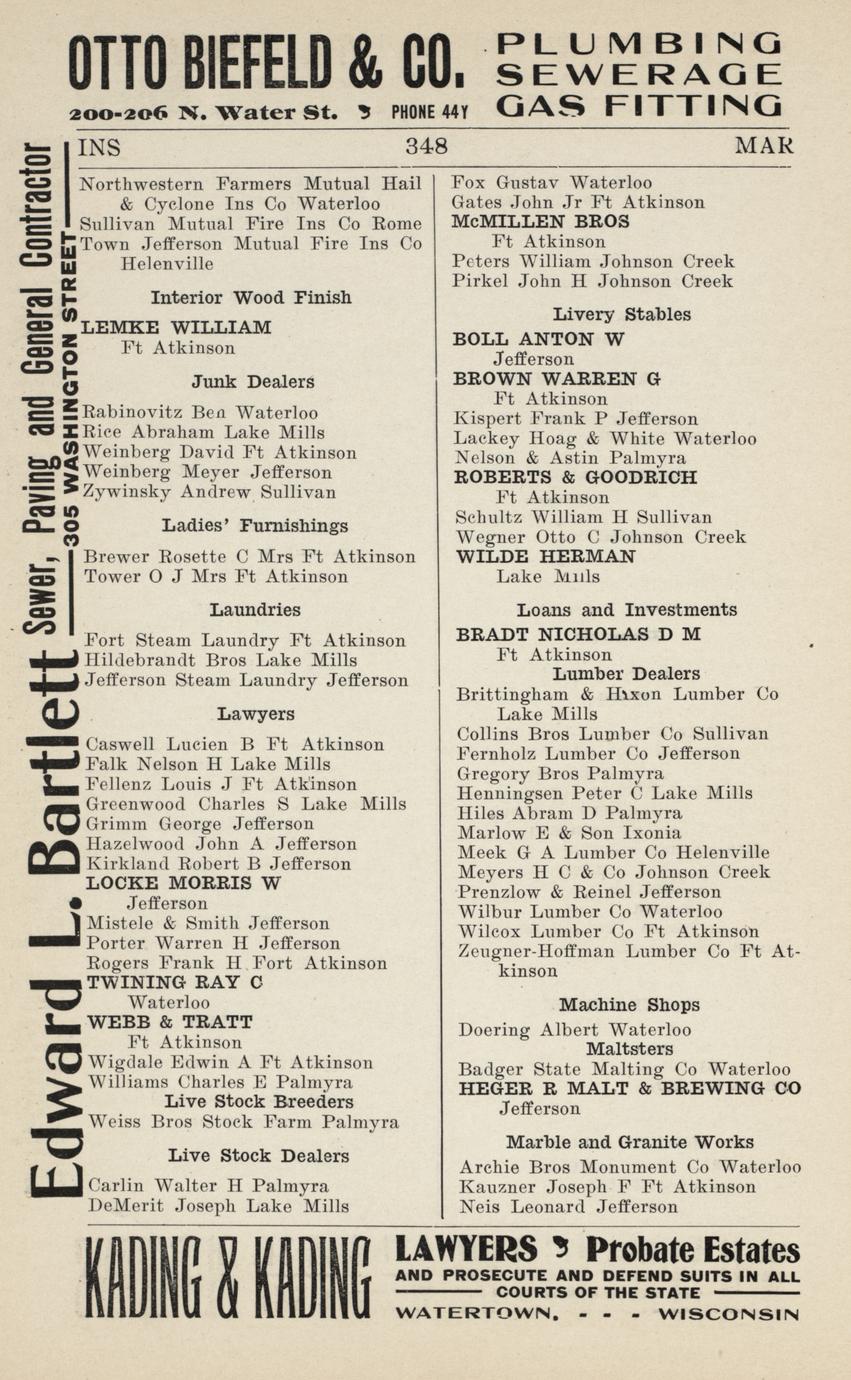 OTTO BIEFELD & CO.
200-206 N. Water St. PHONE 44Y
PLUMBING
SEWERAGE
GAS FITTING
INS 348 MAR
Edward L. Bartlett Sewer, Paving and General Contractor
305 WASHINGTON STREET
Northwestern Farmers Mutual Hail
& Cyclone Ins Co Waterloo
Sullivan Mutual Fire Ins Co Rome
Town Jefferson Mutual Fire Ins Co
Helenville
Interior Wood Finish
LEMKE WILLIAM
Ft Atkinson
Junk Dealers
Rabinovitz Ben Waterloo
Rice Abraham Lake Mills
Weinberg David Ft Atkinson
Weinberg Meyer Jefferson
Zywinsky Andrew Sullivan
Ladies' Furnishings
Brewer Rosette C Mrs Ft Atkinson
Tower O J Mrs Ft Atkinson
Laundries
Fort Steam Laundry Ft Atkinson
Hildebrandt Bros Lake Mills
Jefferson Steam Laundry Jefferson
Lawyers
Caswell Lucien B Ft Atkinson
Falk Nelson H Lake Mills
Fellenz Louis J Ft Atkinson
Greenwood Charles S Lake Mills
Grimm George Jefferson
Hazelwood John A Jefferson
Kirkland Robert B Jefferson
LOCKE MORRIS W
Jefferson
Mistele & Smith Jefferson
Porter Warren H Jefferson
Rogers Frank H Fort Atkinson
TWINING RAY C
Waterloo
WEBB & TRATT
Ft Atkinson
Wigdale Edwin A Ft Atkinson
Williams Charles E Palmyra
Live Stock Breeders
Weiss Bros Stock Farm Palmyra
Live Stock Dealers
Carlin Walter H Palmyra
DeMerit Joseph Lake Mills
Fox Gustav Waterloo
Gates John Jr Ft Atkinson
McMILLEN BROS
Ft Atkinson
Peters William Johnson Creek
Pirkel John H Johnson Creek
Livery Stables
BOLL ANTON W
Jefferson
BROWN WARREN G
Ft Atkinson
Kispert Frank P Jefferson
Lackey Hoag & White Waterloo
Nelson & Astin Palmyra
ROBERTS & GOODRICH
Ft Atkinson
Schultz William H Sullivan
Wegner Otto C Johnson Creek
WILDE HERMAN
Lake Mills
Loans and Investments
BRADT NICHOLAS D M
Ft Atkinson
Lumber Dealers
Brittingham & Hixon Lumber Co
Lake Mills
Collins Bros Lumber Co Sullivan
Fernholz Lumber Co Jefferson
Gregory Bros Palmyra
Henningsen Peter C Lake Mills
Hiles Abram D Palmyra
Marlow E & Son Ixonia
Meek G A Lumber Co Helenville
Meyers H C & Co Johnson Creek
Prenzlow & Reinel Jefferson
Wilbur Lumber Co Waterloo
Wilcox Lumber Co Ft Atkinson
Zeugner-Hoffman Lumber Co Ft At-
kinson
Machine Shops
Doering Albert Waterloo
Maltsters
Badger State Malting Co Waterloo
HEGER R MALT & BREWING CO
Jefferson
Marble and Granite Works
Archie Bros Monument Co Waterloo
Kauzner Joseph F Ft Atkinson
Neis Leonard Jefferson
KADING & KADING
LAWYERS Probate Estates
AND PROSECUTE AND DEFEND SUITS IN ALL
COURTS OF THE STATE
WATERTOWN, - - - WISCONSIN